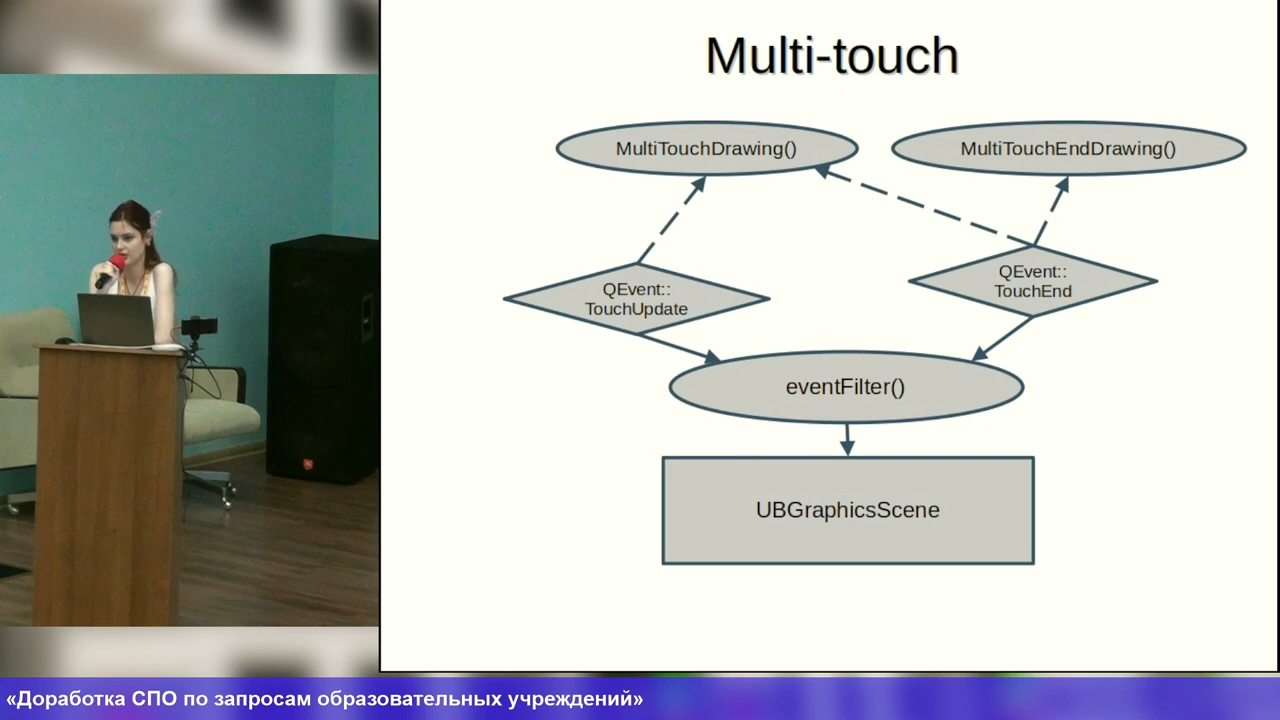 Multi-touch
MultiTouchDrawing()
MultiTouchEndDrawing()
QEvent::
TouchUpdate
QEvent::
TouchEnd
eventFilter()
UBGraphicsScene
«Доработка СПО по запросам образовательных учреждений»